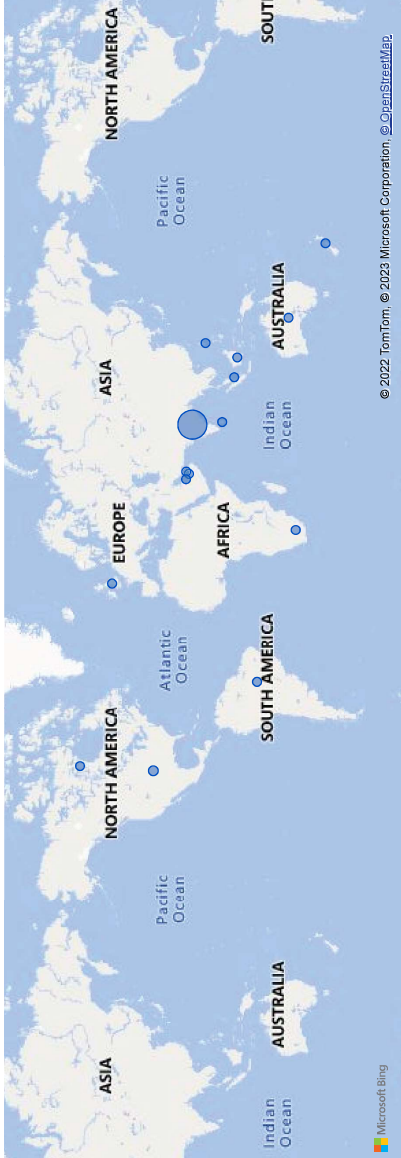 ASIA
NORTH AMERICA
EUROPE
ASIA
NORTH AMERICA
Pacific
Ocean
Atlantic
Ocean
Pacific
Ocean
AFRICA
SOUTH AMERICA
Indian
Ocean
AUSTRALIA
Indian
Ocean
AUSTRALIA
Microsoft Bing
© 2022 TomTom, © 2023 Microsoft Corporation, © OpenStreetMap